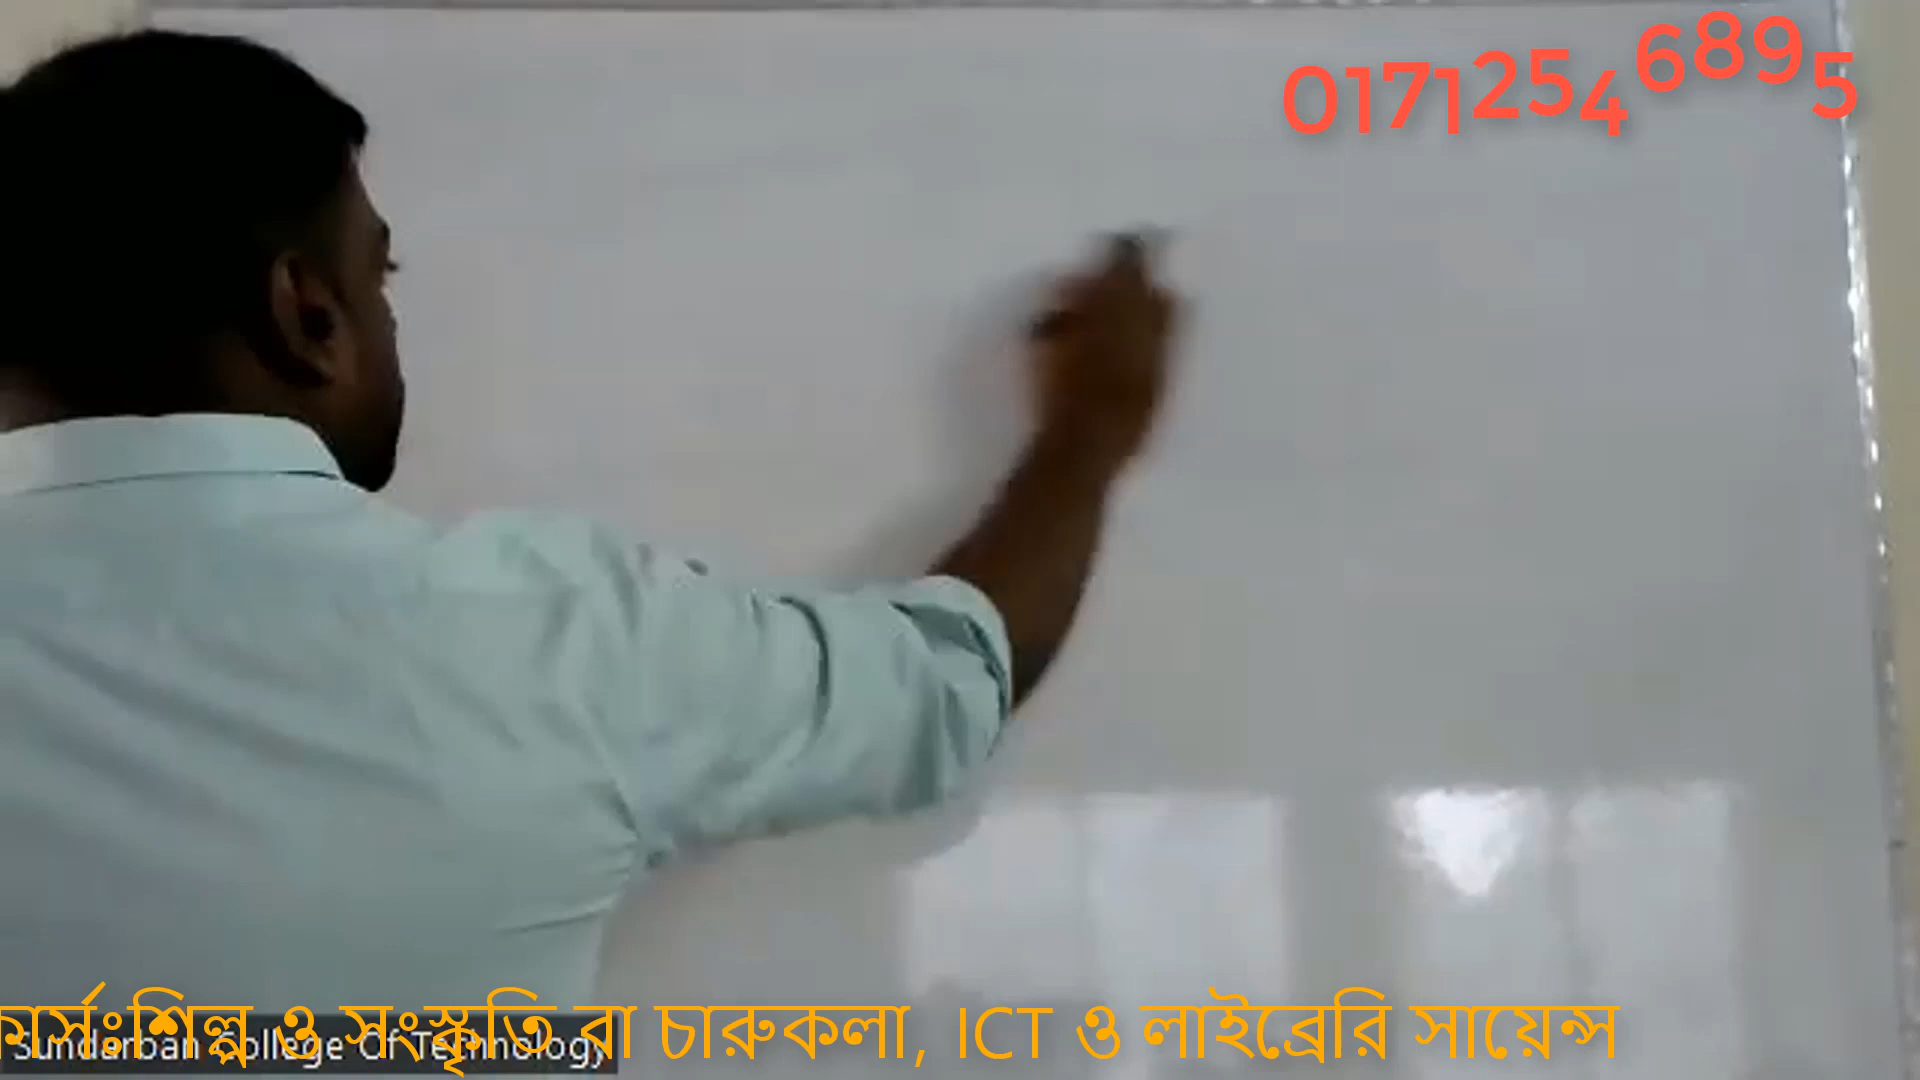 01712546895
কোর্সঃশিল্প ও সংস্কৃতি বা চারুকলা, ICT ও লাইব্রেরি সায়েন্স
Sundarban College Of Technology